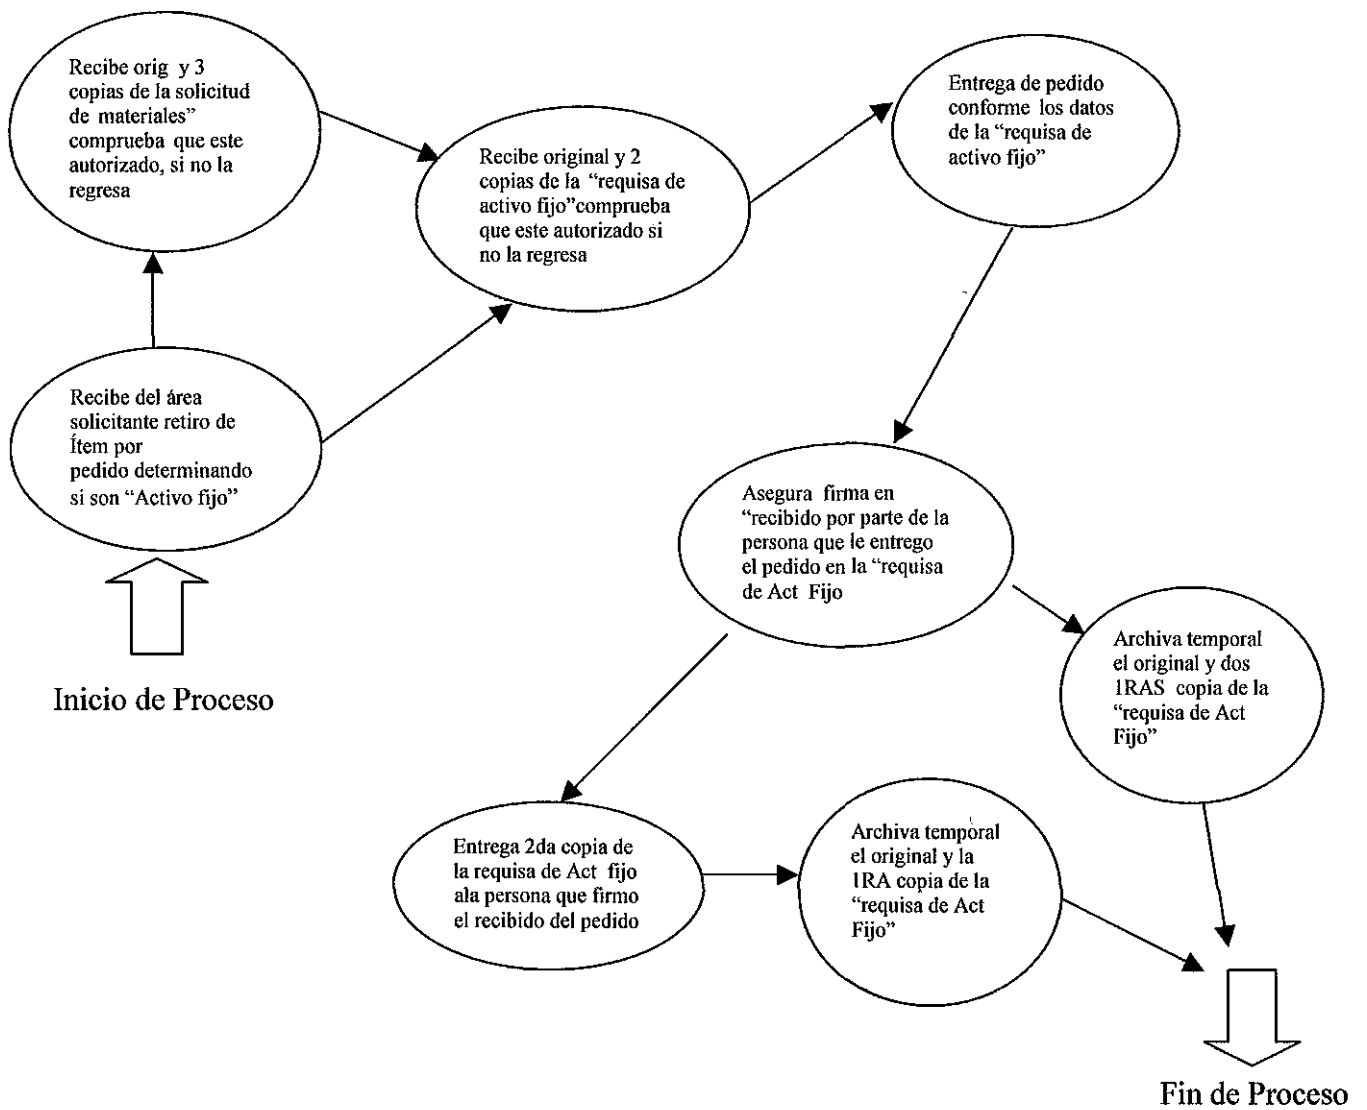 Recibe orig y 3
copias de la solicitud
de materiales”
comprueba que este
autorizado, si no la
regresa
Recibe original y 2
copias de la “requisa de
activo fijo”comprueba
que este autorizado si
no la regresa
Entrega de pedido
conforme los datos
de la “requisa de
activo fijo”
Recibe del área
solicitante retiro de
Ítem por
pedido determinando
si son “Activo fijo”
Inicio de Proceso
Asegura firma en
“recibido por parte de la
persona que le entrego
el pedido en la “requisa
de Act Fijo
Archiva temporal
el original y dos
1RAS copia de la
“requisa de Act
Fijo”
Entrega 2da copia de
la requisa de Act fijo
ala persona que firmo
el recibido del pedido
Archiva temporal
el original y la
1RA copia de la
“requisa de Act
Fijo”
Fin de Proceso